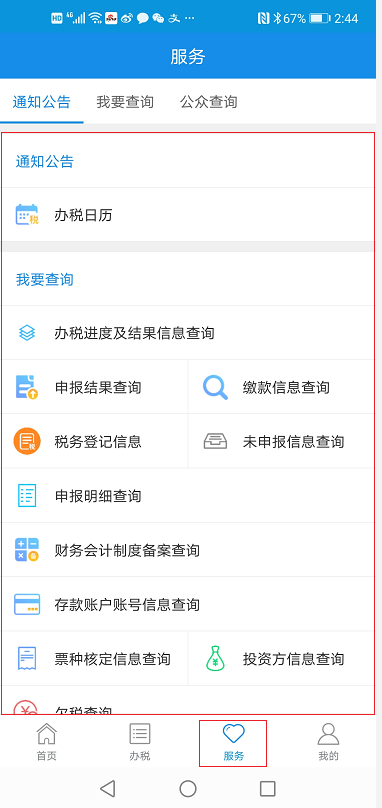 HD 4G 67% 2:44
服务
通知公告 我要查询 公众查询
通知公告
办税日历
我要查询
办税进度及结果信息查询
申报结果查询 缴款信息查询
税务登记信息 未申报信息查询
申报明细查询
财务会计制度备案查询
存款账户账号信息查询
票种核定信息查询 投资方信息查询
欠税查询
首页 办税 服务 我的